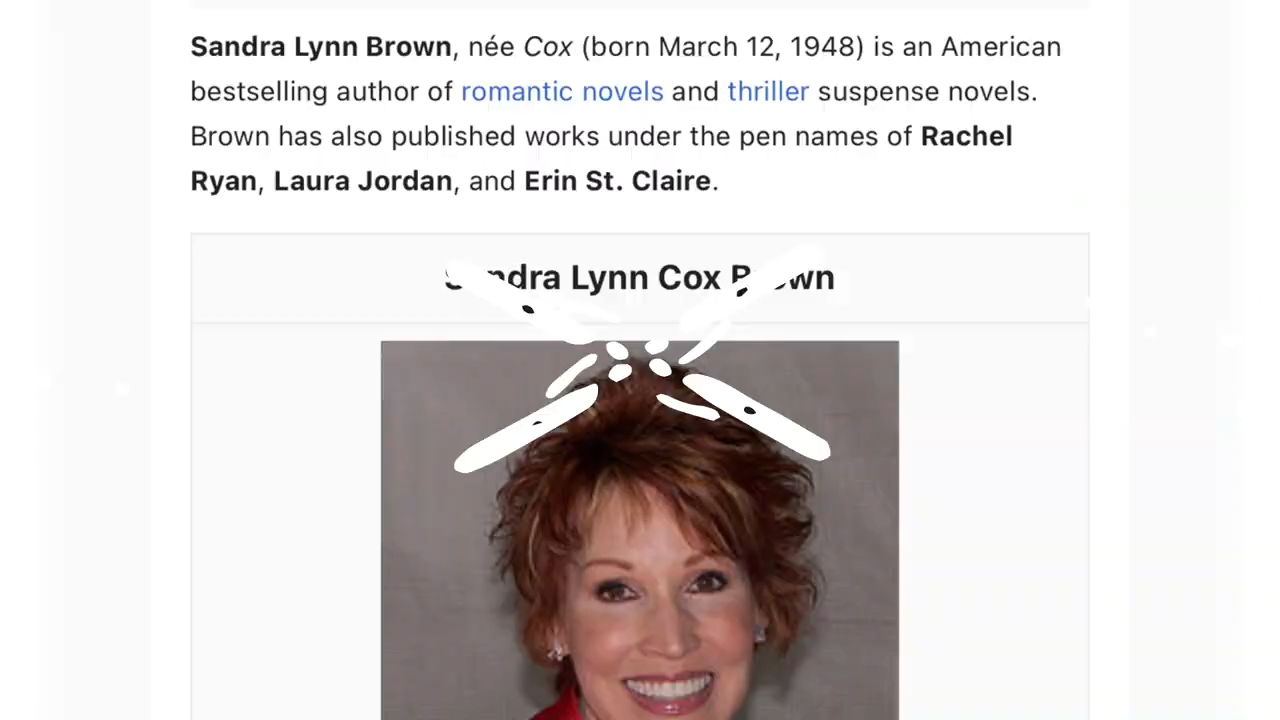 Sandra Lynn Brown, née Cox (born March 12, 1948) is an American
bestselling author of romantic novels and thriller suspense novels.
Brown has also published works under the pen names of Rachel
Ryan, Laura Jordan, and Erin St. Claire.
Sandra Lynn Cox Brown